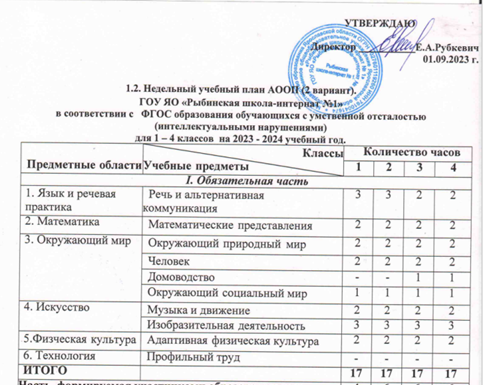 УТВЕРЖДАЮ
Директор Е.А.Рубкевич
01.09.2023 г.
1.2. Недельный учебный план АООП (2 вариант).
ГОУ ЯО «Рыбинская школа-интернат №1»
в соответствии с ФГОС образования обучающихся с умственной отсталостью
(интеллектуальными нарушениями)
для 1 – 4 классов на 2023 - 2024 учебный год.
Предметные области Учебные предметы Классы Количество часов
1 2 3 4
I. Обязательная часть
1. Язык и речевая практика Речь и альтернативная коммуникация 3 3 2 2
2. Математика Математические представления 2 2 2 2
3. Окружающий мир Окружающий природный мир 2 2 2 2
Человек 2 2 2 2
Домоводство - - 1 1
Окружающий социальный мир 1 1 1 1
4. Искусство Музыка и движение 2 2 2 2
Изобразительная деятельность 3 3 3 3
5.Физическая культура Адаптивная физическая культура 2 2 2 2
6. Технология Профильный труд - - - -
ИТОГО 17 17 17 17